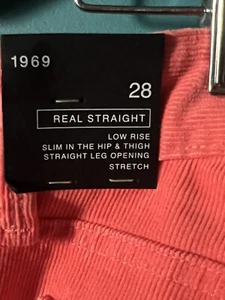 1969
28
REAL STRAIGHT
LOW RISE
SLIM IN THE HIP & THIGH
STRAIGHT LEG OPENING
STRETCH